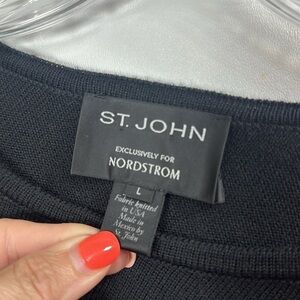 ST. JOHN
EXCLUSIVELY FOR
NORDSTROM
L
Fabric knitted
in USA
Made in
Mexico by
St. John